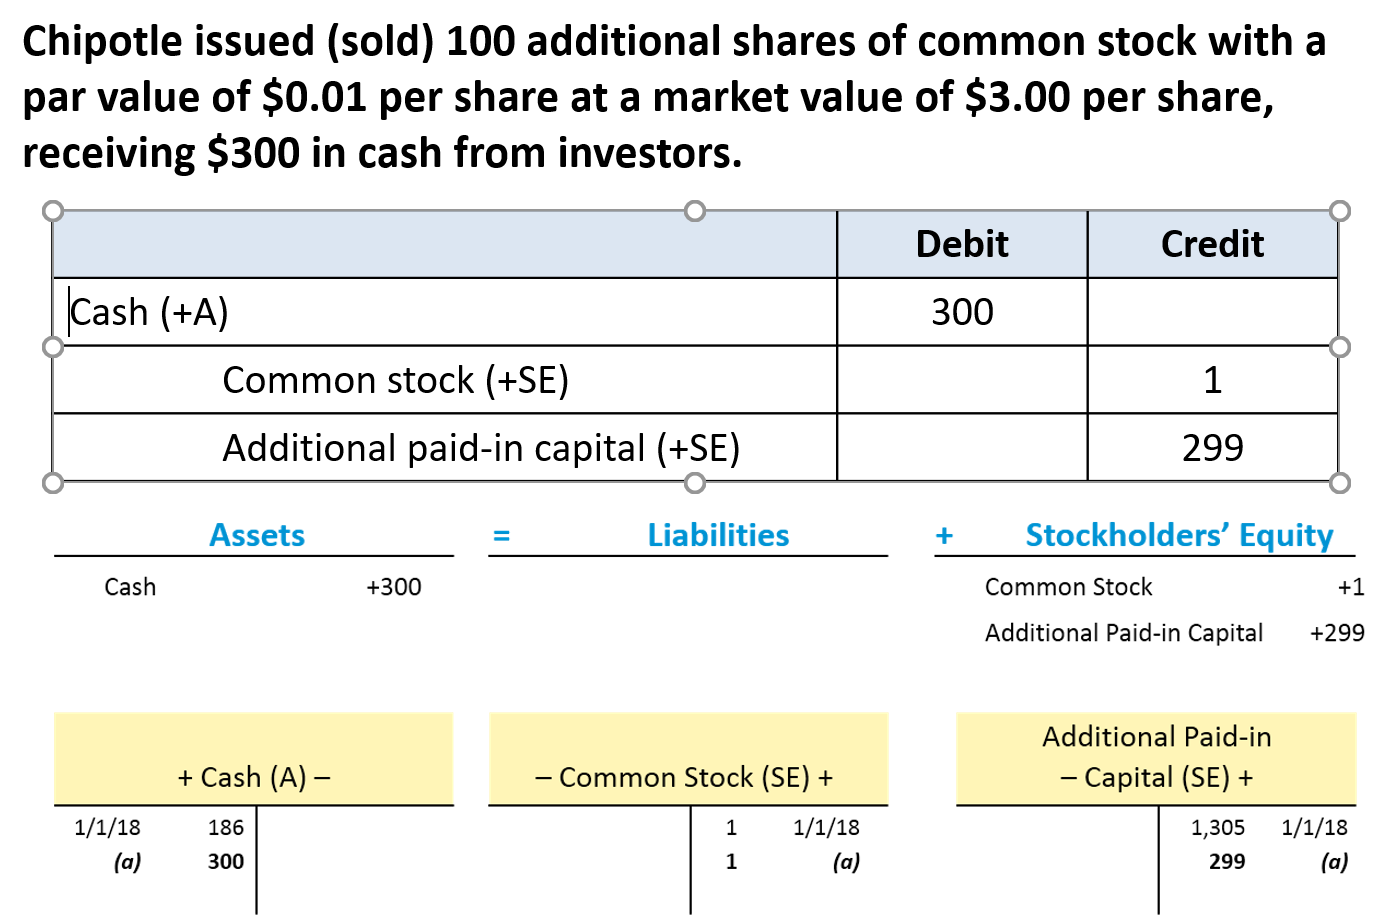 Chipotle issued (sold) 100 additional shares of common stock with a
par value of $0.01 per share at a market value of $3.00 per share,
receiving $300 in cash from investors.
Debit Credit
Cash (+A) 300
Common stock (+SE) 1
Additional paid-in capital (+SE) 299
Assets = Liabilities + Stockholders’ Equity
Cash +300 Common Stock +1
Additional Paid-in Capital +299
Additional Paid-in
+ Cash (A) – – Common Stock (SE) + – Capital (SE) +
1/1/18 186 1 1/1/18 1,305 1/1/18
(a) 300 1 (a) 299 (a)